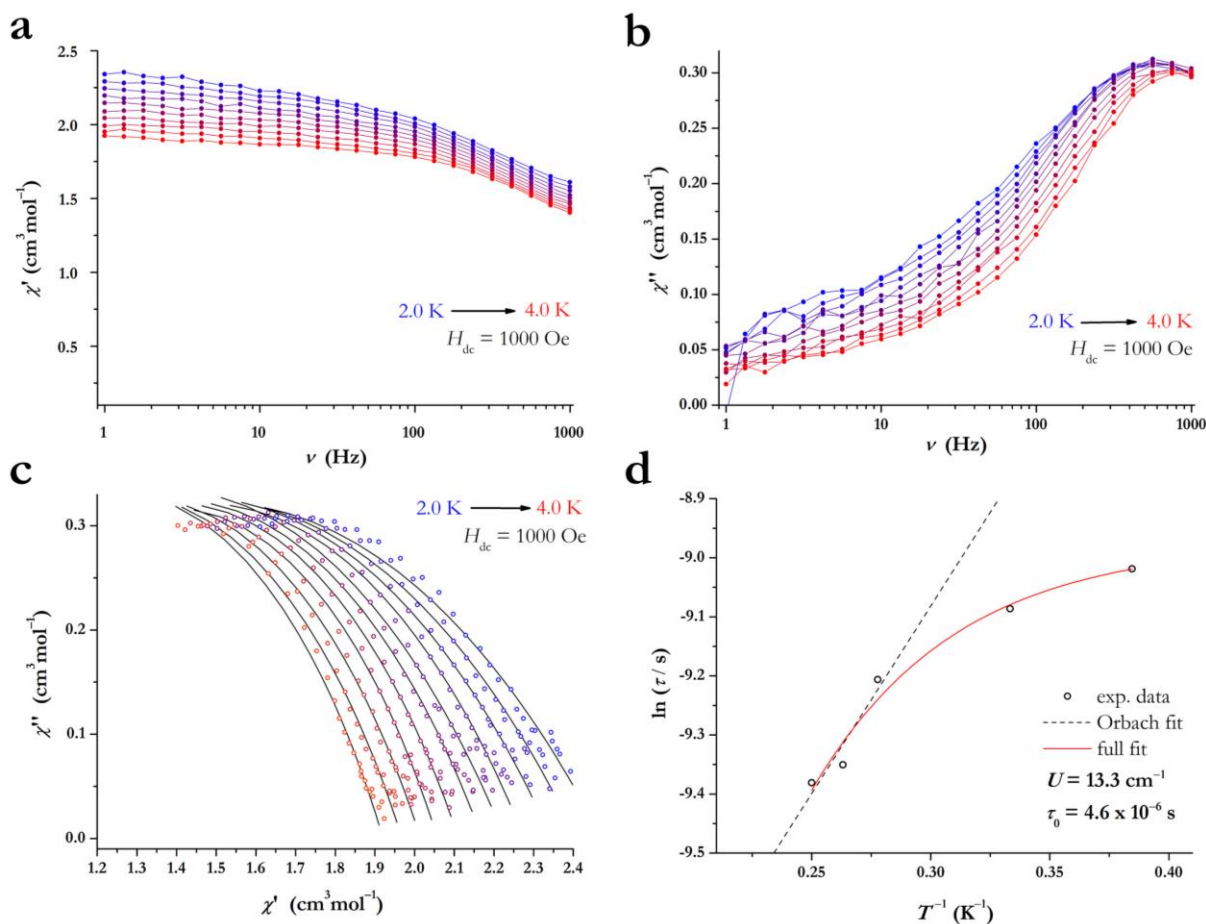 a
2.5
2.0
1.5
1.0
0.5
χ' (cm³ mol⁻¹)
2.0 K → 4.0 K
H_dc = 1000 Oe
1 10 100 1000
ν (Hz)
b
0.30
0.25
0.20
0.15
0.10
0.05
0.00
χ'' (cm³ mol⁻¹)
2.0 K → 4.0 K
H_dc = 1000 Oe
1 10 100 1000
ν (Hz)
c
0.3
0.2
0.1
0.0
χ'' (cm³ mol⁻¹)
2.0 K → 4.0 K
H_dc = 1000 Oe
1.2 1.3 1.4 1.5 1.6 1.7 1.8 1.9 2.0 2.1 2.2 2.3 2.4
χ' (cm³mol⁻¹)
d
-8.9
-9.0
-9.1
-9.2
-9.3
-9.4
-9.5
ln (τ / s)
exp. data
Orbach fit
full fit
U = 13.3 cm⁻¹
τ₀ = 4.6 x 10⁻⁶ s
0.25 0.30 0.35 0.40
T⁻¹ (K⁻¹)